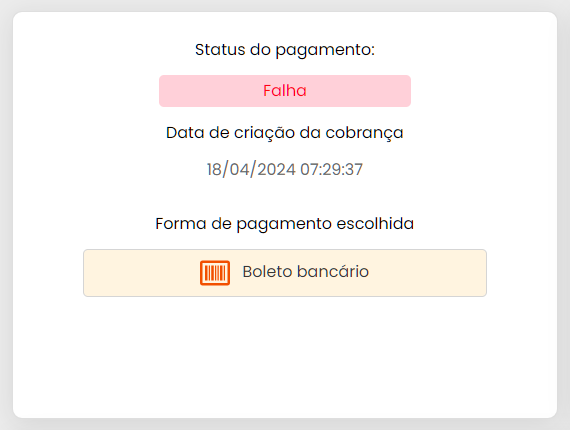 Status do pagamento:
Falha
Data de criação da cobrança
18/04/2024 07:29:37
Forma de pagamento escolhida
Boleto bancário